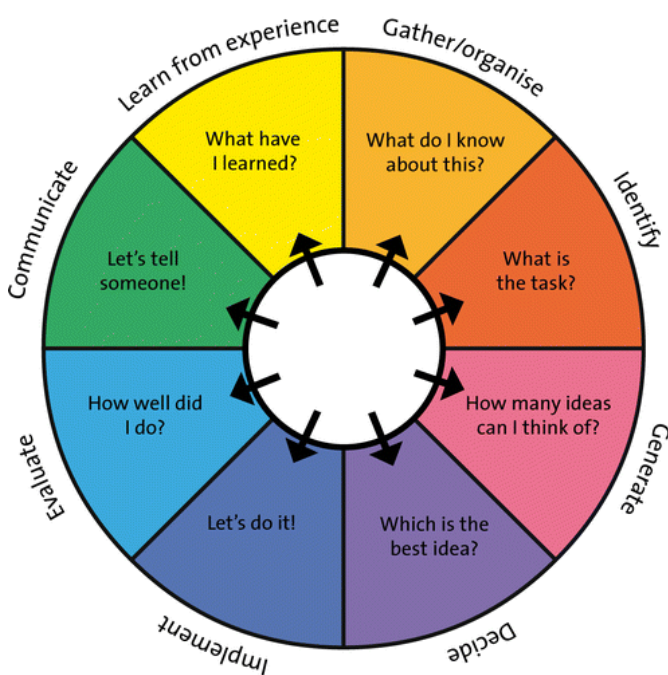 Gather/organise
What do I know
about this?
Identify
What is
the task?
Generate
How many ideas
can I think of?
Decide
Which is the
best idea?
Implement
Let's do it!
Evaluate
How well did
I do?
Communicate
Let's tell
someone!
Learn from experience
What have
I learned?